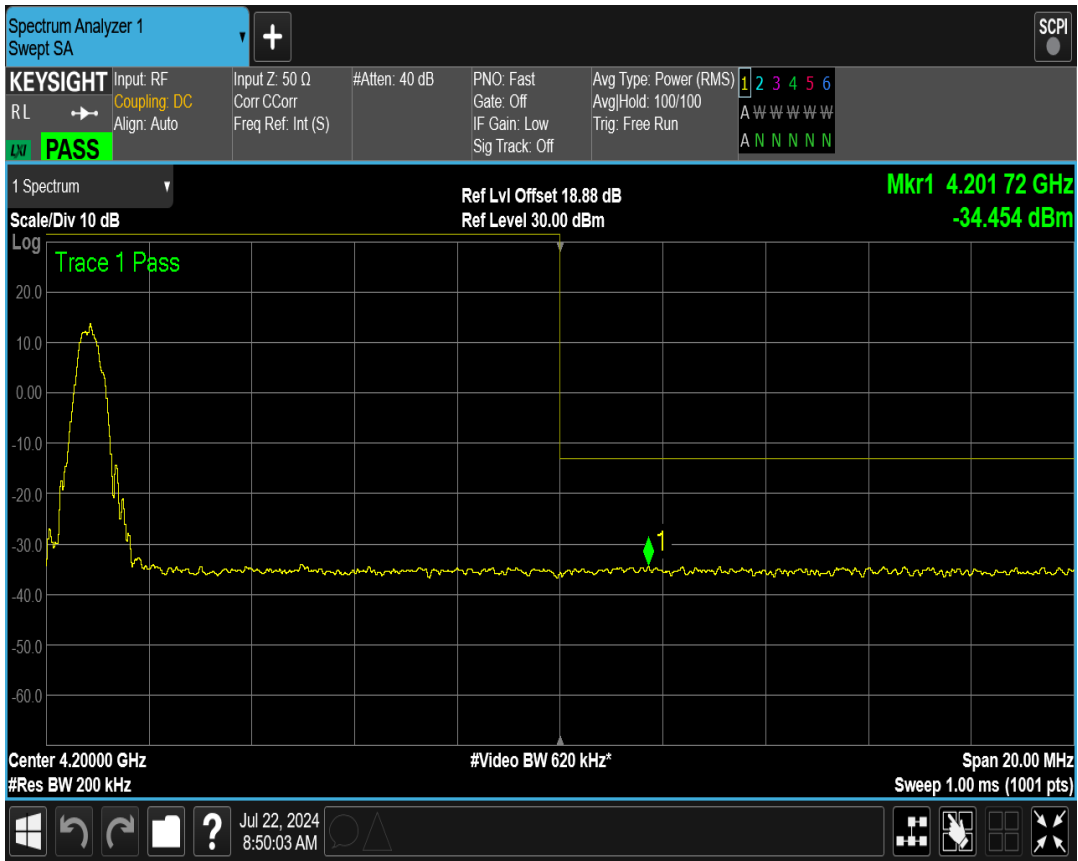 Spectrum Analyzer 1
Swept SA
+
SCPI
KEYSIGHT
R L
LXI PASS
Input: RF
Coupling: DC
Align: Auto
Input Z: 50 Ω
Corr CCorr
Freq Ref: Int (S)
#Atten: 40 dB
PNO: Fast
Gate: Off
IF Gain: Low
Sig Track: Off
Avg Type: Power (RMS)
Avg|Hold: 100/100
Trig: Free Run
1 2 3 4 5 6
A W W W W W
A N N N N N
1 Spectrum
Scale/Div 10 dB
Ref Lvl Offset 18.88 dB
Ref Level 30.00 dBm
Mkr1 4.201 72 GHz
-34.454 dBm
Log
Trace 1 Pass
20.0
10.0
0.00
-10.0
-20.0
-30.0
-40.0
-50.0
-60.0
1
Center 4.20000 GHz
#Res BW 200 kHz
#Video BW 620 kHz*
Span 20.00 MHz
Sweep 1.00 ms (1001 pts)
?
Jul 22, 2024
8:50:03 AM